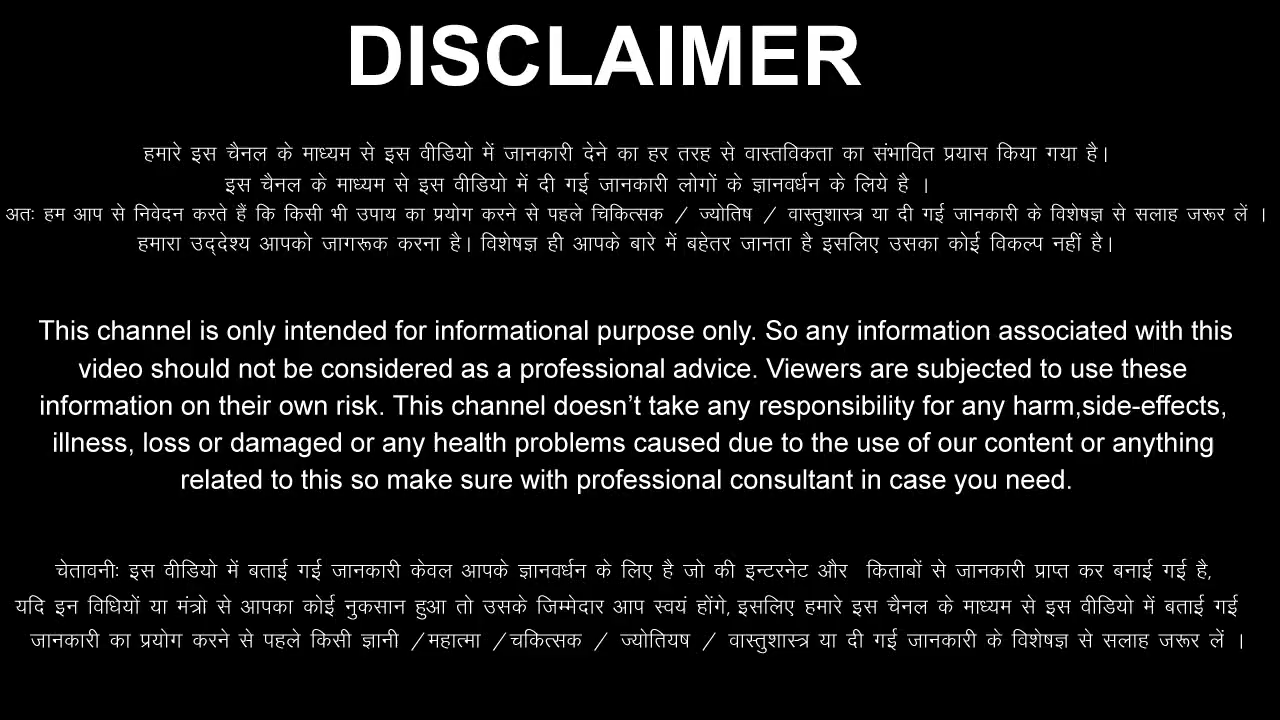 DISCLAIMER
हमारे इस चैनल के माध्यम से इस वीडियो में जानकारी देने का हर तरह से वास्तविकता का संभावित प्रयास किया गया है।
इस चैनल के माध्यम से इस वीडियो में दी गई जानकारी लोगों के ज्ञानवर्धन के लिये है ।
अतः हम आप से निवेदन करते हैं कि किसी भी उपाय का प्रयोग करने से पहले चिकित्सक / ज्योतिष / वास्तुशास्त्र या दी गई जानकारी के विशेषज्ञ से सलाह जरूर लें ।
हमारा उद्देश्य आपको जागरूक करना है। विशेषज्ञ ही आपके बारे में बहेतर जानता है इसलिए उसका कोई विकल्प नहीं है।
This channel is only intended for informational purpose only. So any information associated with this
video should not be considered as a professional advice. Viewers are subjected to use these
information on their own risk. This channel doesn’t take any responsibility for any harm,side-effects,
illness, loss or damaged or any health problems caused due to the use of our content or anything
related to this so make sure with professional consultant in case you need.
चेतावनीः इस वीडियो में बताई गई जानकारी केवल आपके ज्ञानवर्धन के लिए है जो की इन्टरनेट और किताबों से जानकारी प्राप्त कर बनाई गई है,
यदि इन विधियों या मंत्रो से आपका कोई नुकसान हुआ तो उसके जिम्मेदार आप स्वयं होंगे, इसलिए हमारे इस चैनल के माध्यम से इस वीडियो में बताई गई
जानकारी का प्रयोग करने से पहले किसी ज्ञानी /महात्मा /चकित्सक / ज्योतियष / वास्तुशास्त्र या दी गई जानकारी के विशेषज्ञ से सलाह जरूर लें ।